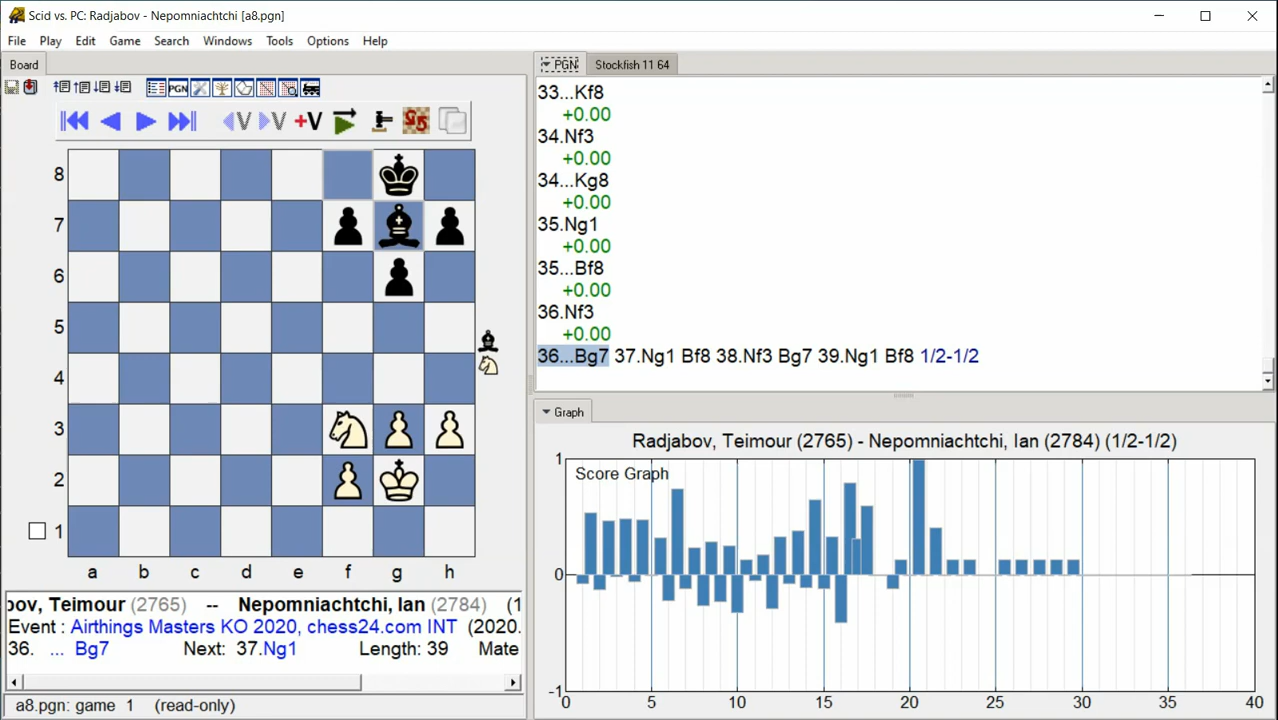 Scid vs. PC: Radjabov - Nepomniachtchi [a8.pgn]
File Play Edit Game Search Windows Tools Options Help
Board
PGN
8
7
6
5
4
3
2
1
a b c d e f g h
bov, Teimour (2765) -- Nepomniachtchi, Ian (2784) (1
Event : Airthings Masters KO 2020, chess24.com INT (2020.
36. ... Bg7 Next: 37.Ng1 Length: 39 Mate
a8.pgn: game 1 (read-only)
PGN Stockfish 11 64
33...Kf8
+0.00
34.Nf3
+0.00
34...Kg8
+0.00
35.Ng1
+0.00
35...Bf8
+0.00
36.Nf3
+0.00
36...Bg7 37.Ng1 Bf8 38.Nf3 Bg7 39.Ng1 Bf8 1/2-1/2
Graph
Radjabov, Teimour (2765) - Nepomniachtchi, Ian (2784) (1/2-1/2)
Score Graph
1
0
-1
0 5 10 15 20 25 30 35 40